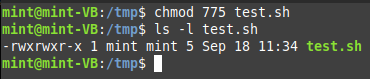 mint@mint-VB:/tmp$ chmod 775 test.sh
mint@mint-VB:/tmp$ ls -l test.sh
-rwxrwxr-x 1 mint mint 5 Sep 18 11:34 test.sh
mint@mint-VB:/tmp$